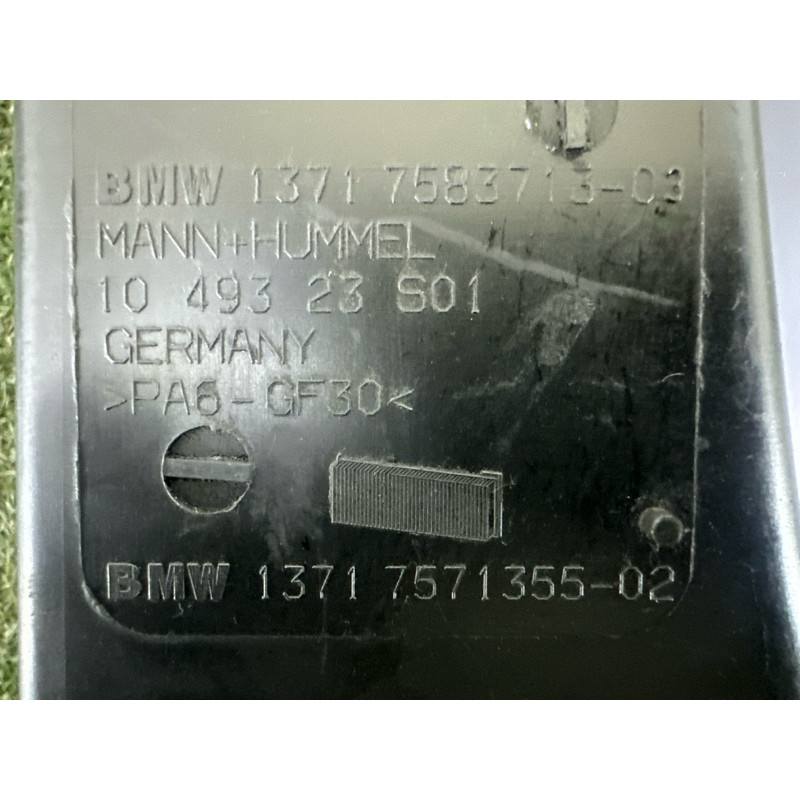 BMW 1371 7583713-03
MANN+HUMMEL
10 493 23 S01
GERMANY
>PA6-GF30<
BMW 1371 7571355-02